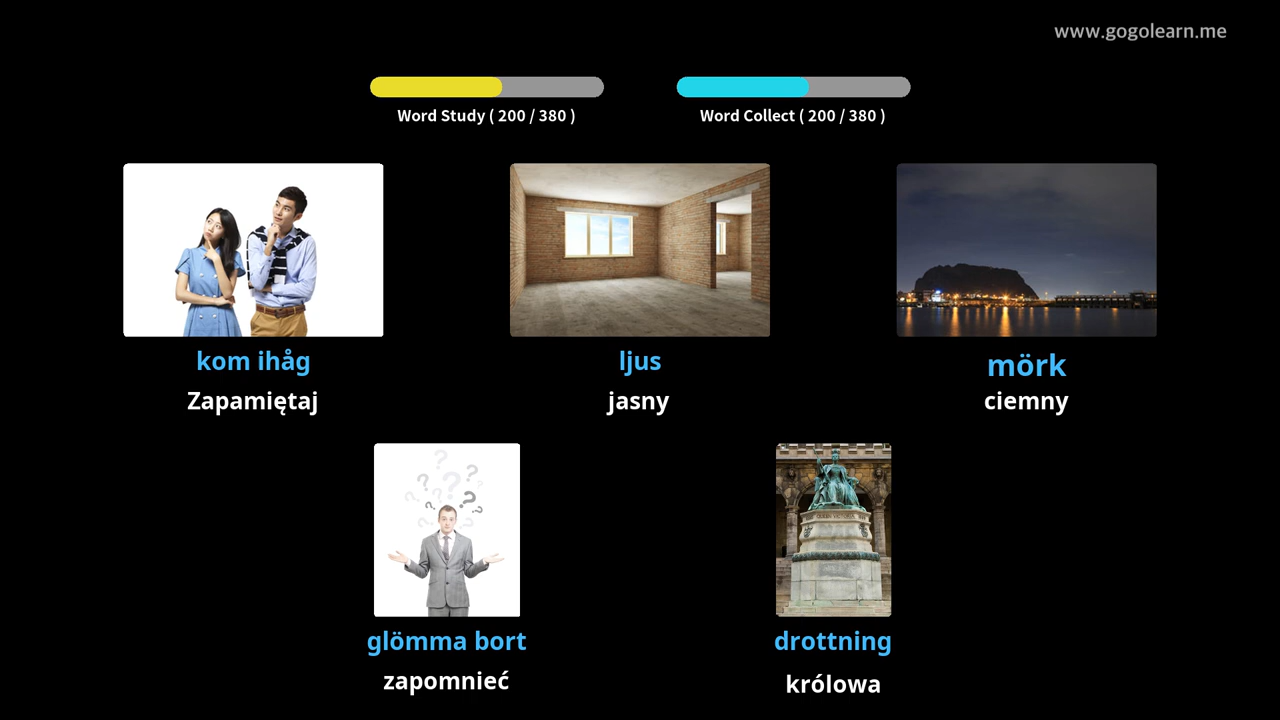 www.gogolearn.me
Word Study ( 200 / 380 )
Word Collect ( 200 / 380 )
kom ihåg
ljus
mörk
Zapamiętaj
jasny
ciemny
glömma bort
drottning
zapomnieć
królowa